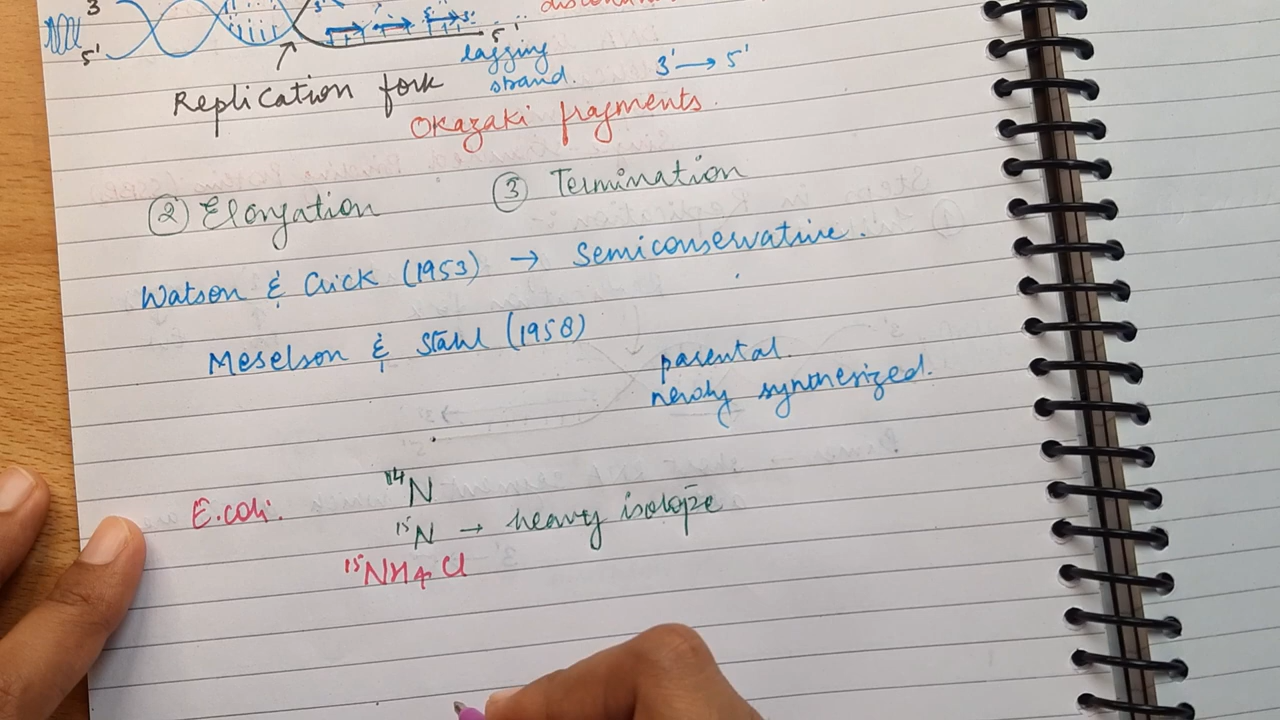 3
5'
5'
lagging
strand.
3' → 5'
Replication fork
Okazaki fragments.
② Elongation
③ Termination
Watson & Crick (1953) → Semiconservative.
Meselson & Stahl (1958)
parental
newly synthesized.
¹⁴N
E.coli.
¹⁵N → heavy isotope
¹⁵NH4Cl